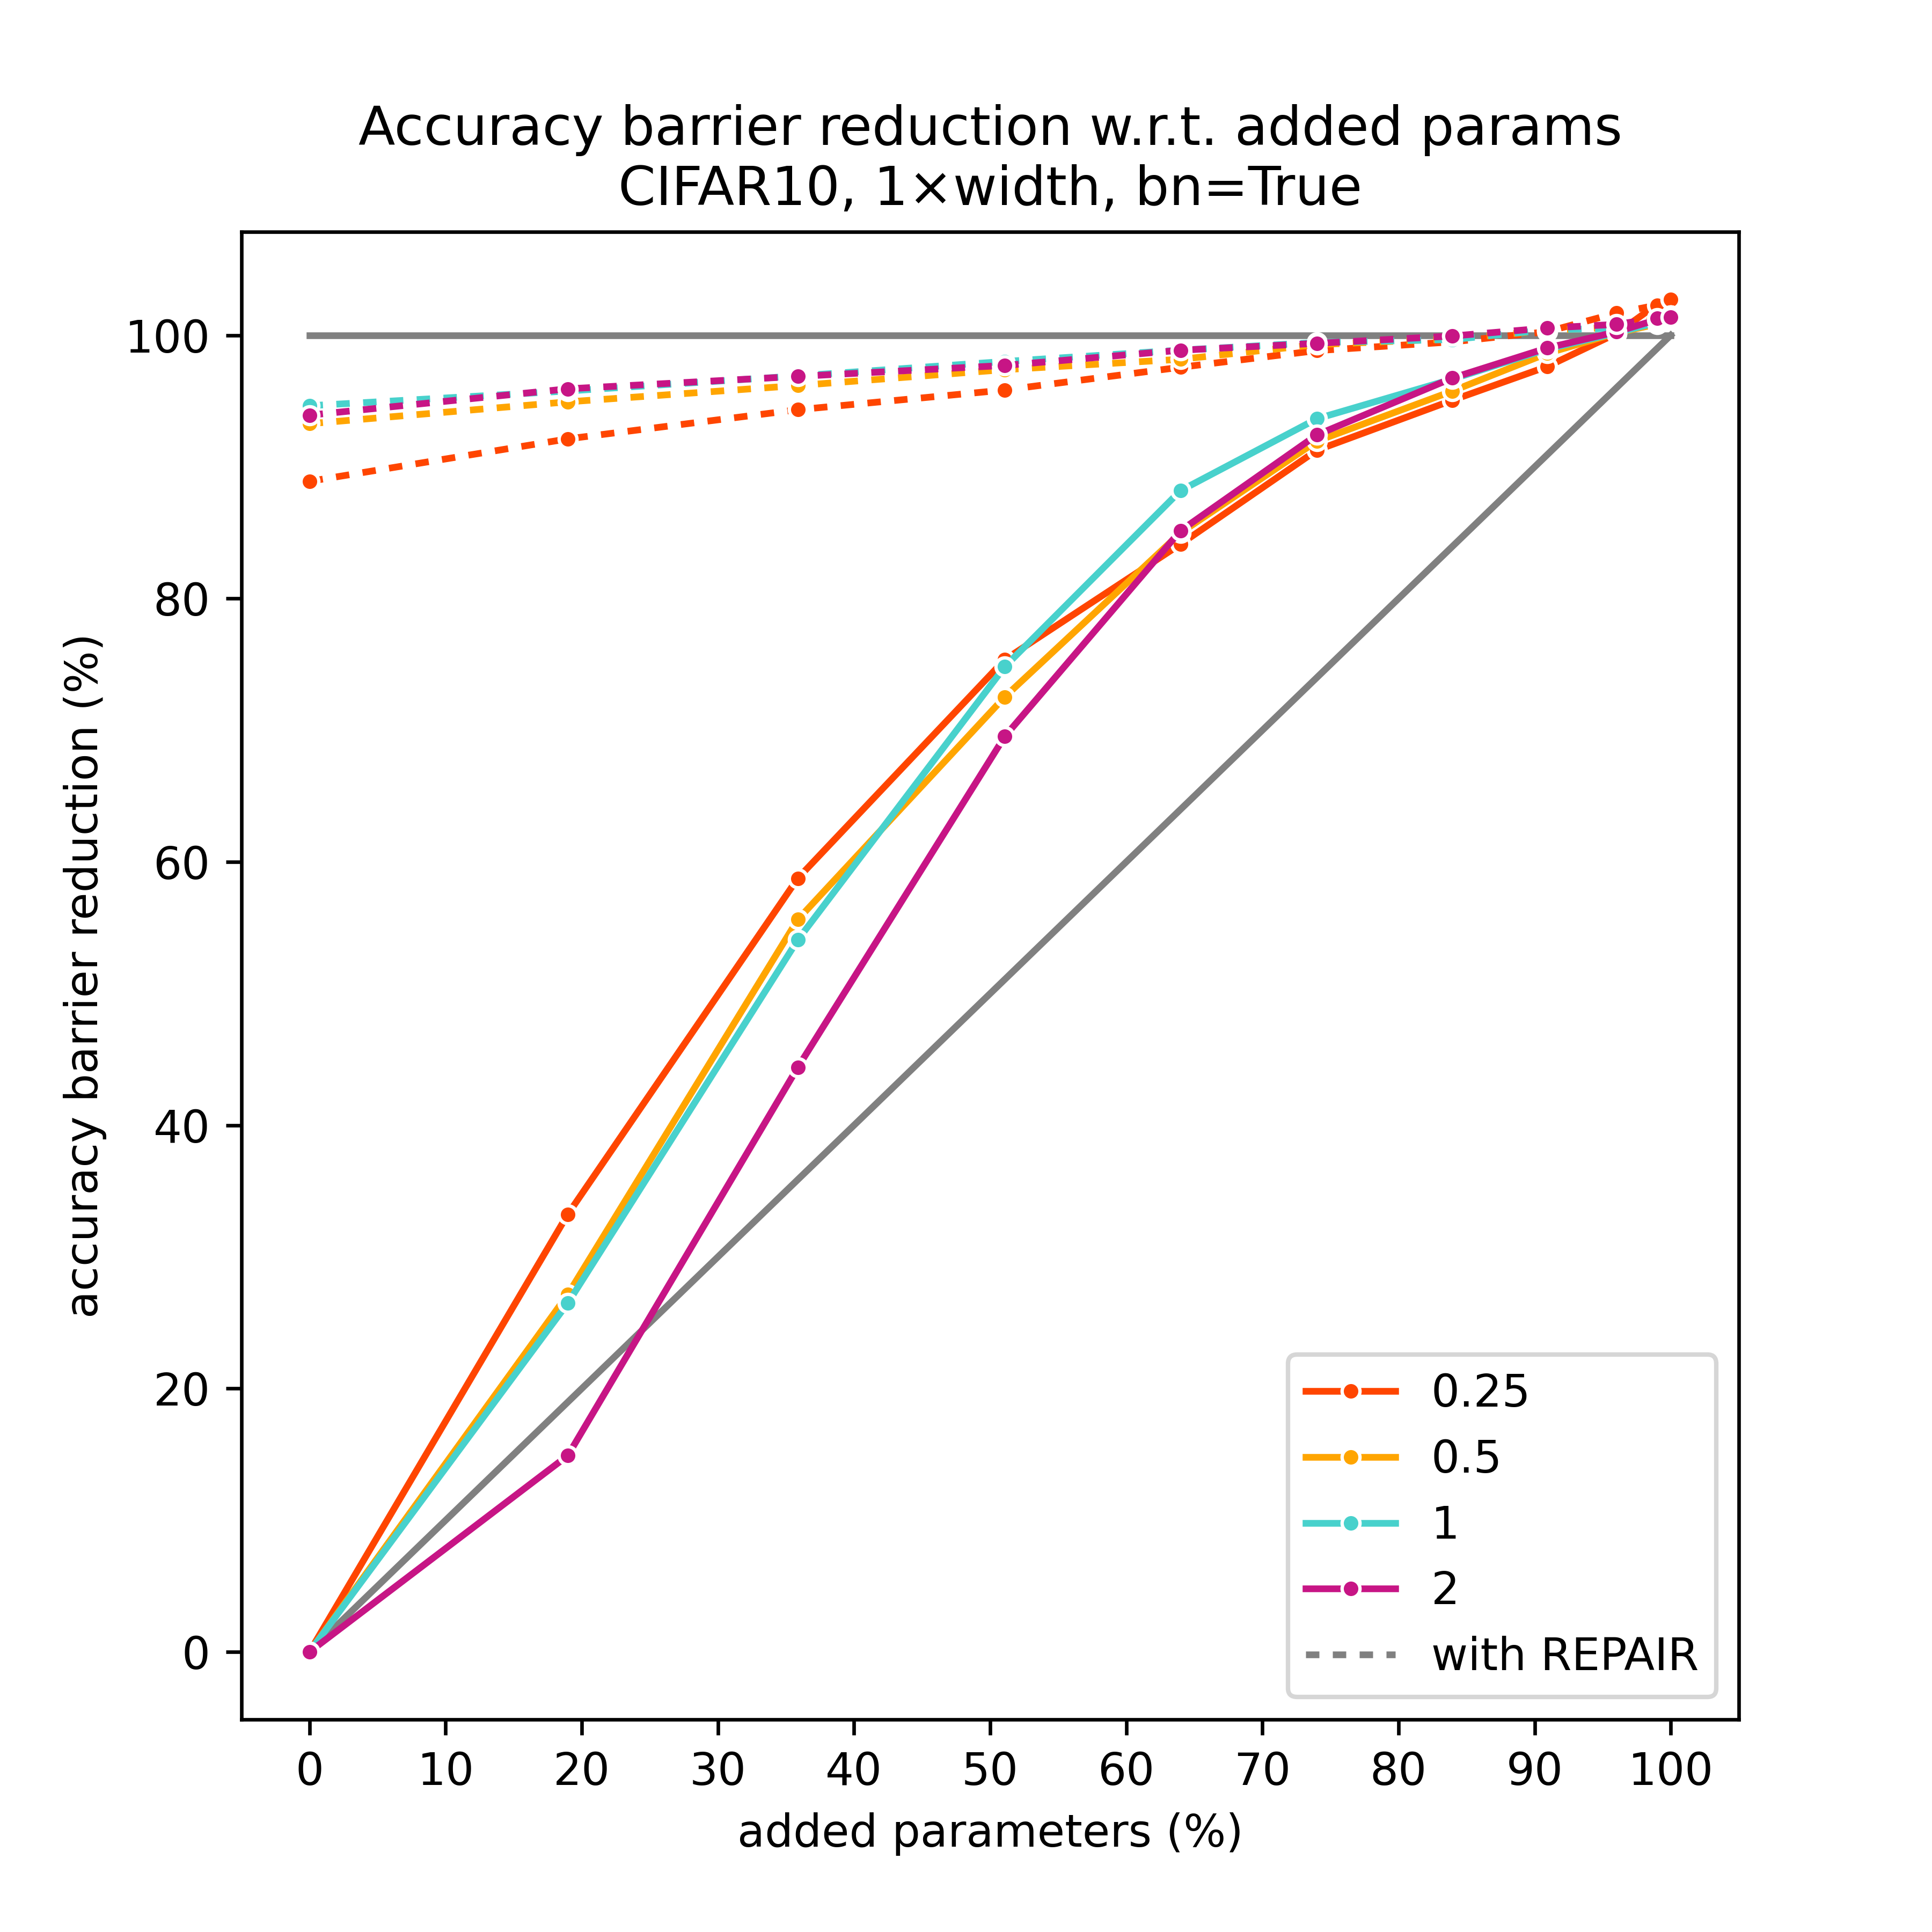 Accuracy barrier reduction w.r.t. added params
CIFAR10, 1×width, bn=True
accuracy barrier reduction (%)
100
80
60
40
20
0
0 10 20 30 40 50 60 70 80 90 100
added parameters (%)
0.25
0.5
1
2
with REPAIR